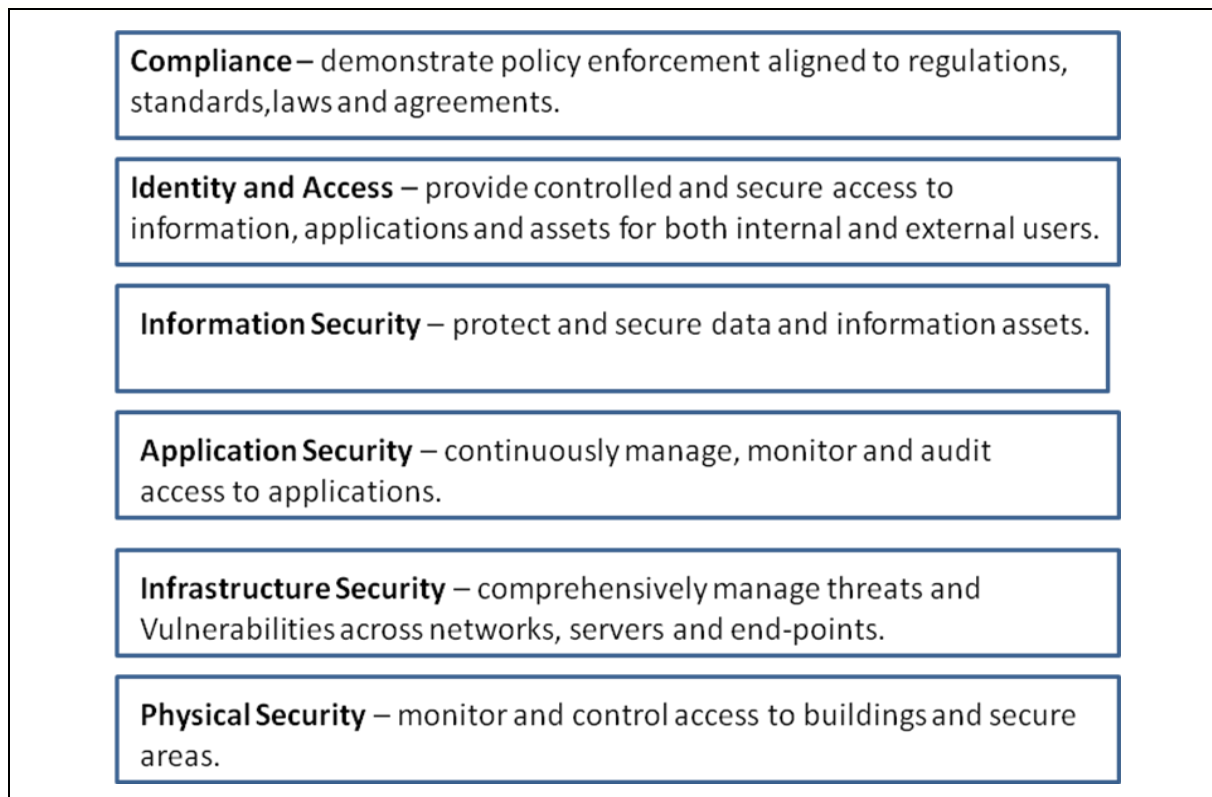 Compliance – demonstrate policy enforcement aligned to regulations,
standards,laws and agreements.
Identity and Access – provide controlled and secure access to
information, applications and assets for both internal and external users.
Information Security – protect and secure data and information assets.
Application Security – continuously manage, monitor and audit
access to applications.
Infrastructure Security – comprehensively manage threats and
Vulnerabilities across networks, servers and end-points.
Physical Security – monitor and control access to buildings and secure
areas.